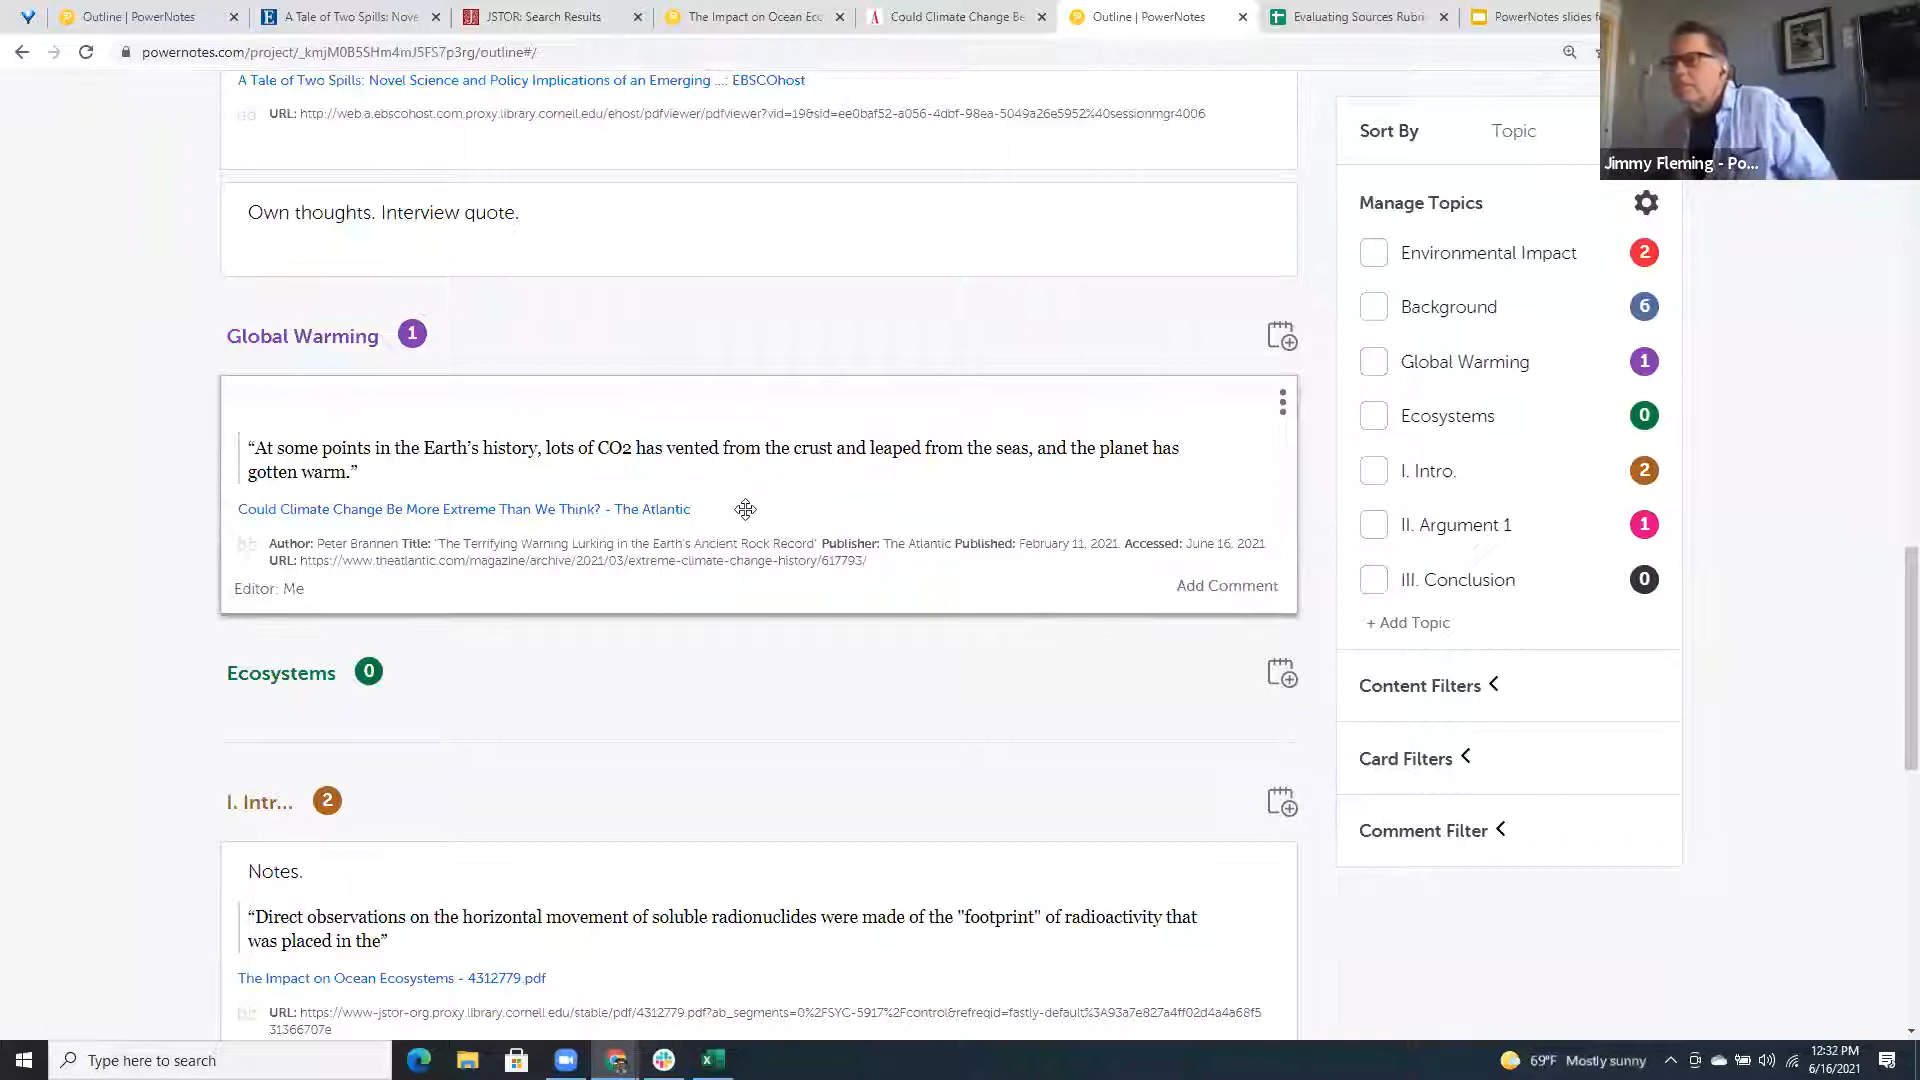 Outline | PowerNotes
A Tale of Two Spills: Nove
JSTOR: Search Results
The Impact on Ocean Ec
Could Climate Change Be
Outline | PowerNotes
Evaluating Sources Rubri
PowerNotes slides f
powernotes.com/project/_kmjM0B5SHm4mJ5FS7p3rg/outline#/
Jimmy Fleming - Po...
A Tale of Two Spills: Novel Science and Policy Implications of an Emerging ...: EBSCOhost
URL: http://web.a.ebscohost.com.proxy.library.cornell.edu/ehost/pdfviewer/pdfviewer?vid=19&sid=ee0baf52-a056-4dbf-98ea-5049a26e5952%40sessionmgr4006
Own thoughts. Interview quote.
Global Warming 1
“At some points in the Earth’s history, lots of CO2 has vented from the crust and leaped from the seas, and the planet has
gotten warm.”
Could Climate Change Be More Extreme Than We Think? - The Atlantic
Author: Peter Brannen Title: "The Terrifying Warning Lurking in the Earth's Ancient Rock Record" Publisher: The Atlantic Published: February 11, 2021. Accessed: June 16, 2021
URL: https://www.theatlantic.com/magazine/archive/2021/03/extreme-climate-change-history/617793/
Editor: Me
Add Comment
Ecosystems 0
I. Intr... 2
Notes.
“Direct observations on the horizontal movement of soluble radionuclides were made of the "footprint" of radioactivity that
was placed in the”
The Impact on Ocean Ecosystems - 4312779.pdf
URL: https://www-jstor-org.proxy.library.cornell.edu/stable/pdf/4312779.pdf?ab_segments=0%2FSYC-5917%2Fcontrol&refreqid=fastly-default%3A93a7e827a4ff02d4a4a68f5
31366707e
Sort By Topic
Manage Topics
Environmental Impact 2
Background 6
Global Warming 1
Ecosystems 0
I. Intro. 2
II. Argument 1 1
III. Conclusion 0
+ Add Topic
Content Filters
Card Filters
Comment Filter
Type here to search
69°F Mostly sunny
12:32 PM
6/16/2021